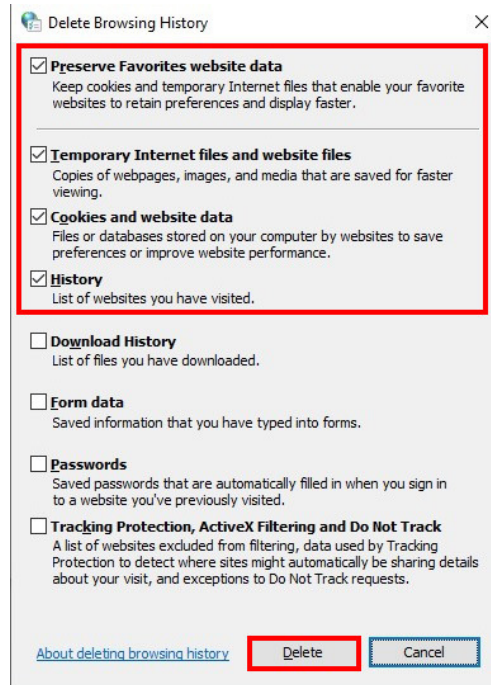 Delete Browsing History
Preserve Favorites website data
Keep cookies and temporary Internet files that enable your favorite
websites to retain preferences and display faster.
Temporary Internet files and website files
Copies of webpages, images, and media that are saved for faster
viewing.
Cookies and website data
Files or databases stored on your computer by websites to save
preferences or improve website performance.
History
List of websites you have visited.
Download History
List of files you have downloaded.
Form data
Saved information that you have typed into forms.
Passwords
Saved passwords that are automatically filled in when you sign in
to a website you've previously visited.
Tracking Protection, ActiveX Filtering and Do Not Track
A list of websites excluded from filtering, data used by Tracking
Protection to detect where sites might automatically be sharing details
about your visit, and exceptions to Do Not Track requests.
About deleting browsing history Delete Cancel